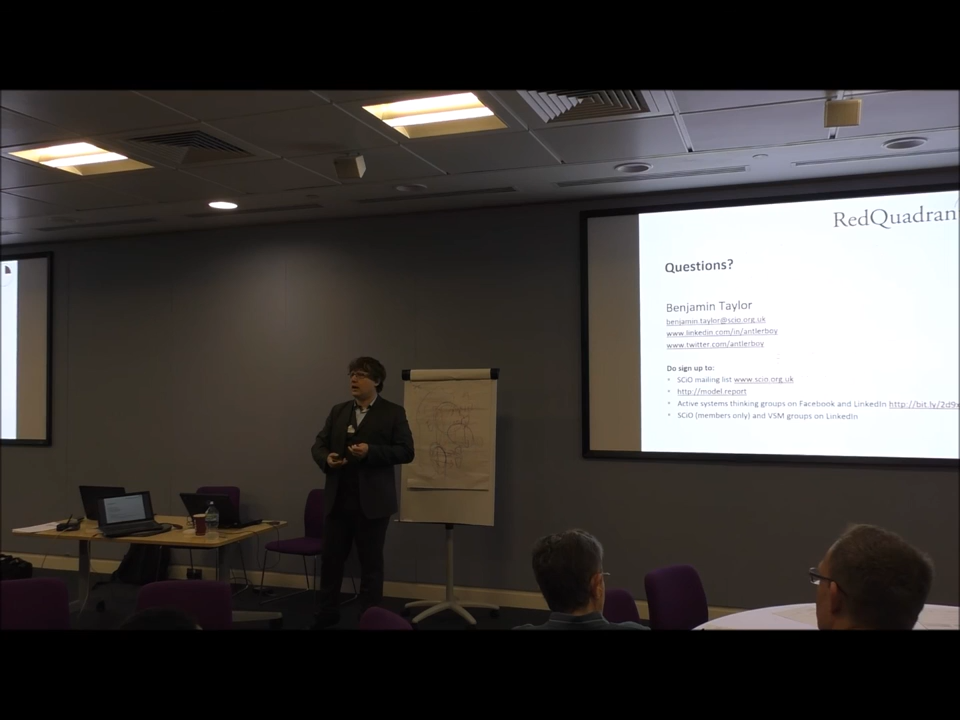 RedQuadran
Questions?
Benjamin Taylor
benjamin.taylor@scio.org.uk
www.linkedin.com/in/antlerboy
www.twitter.com/antlerboy
Do sign up to:
• SCiO mailing list www.scio.org.uk
• http://model.report
• Active systems thinking groups on Facebook and LinkedIn http://bit.ly/2d9
• SCiO (members only) and VSM groups on LinkedIn